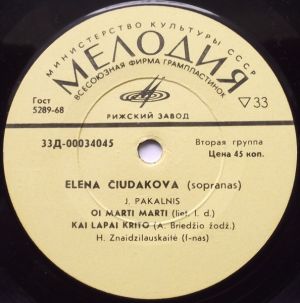 МИНИСТЕРСТВО КУЛЬТУРЫ СССР
МЕЛОДИЯ
ВСЕСОЮЗНАЯ ФИРМА ГРАМПЛАСТИНОК
Гост
5289-68
▽33
РИЖСКИЙ ЗАВОД
33Д-00034045
Вторая группа
Цена 45 коп.
ELENA ČIUDAKOVA (sopranas)
J. PAKALNIS
OI MARTI MARTI (liet. l. d.)
KAI LAPAI KRITO (A. Briedžio žodž.)
H. Znaidzilauskaitė (f-nas)